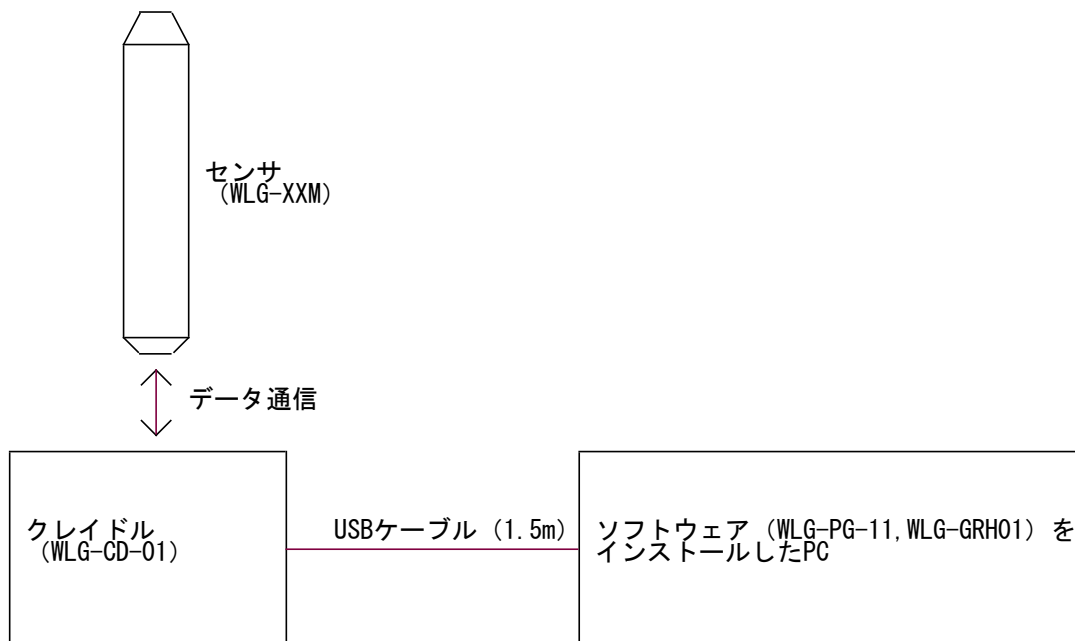 センサ
(WLG-XXM)
データ通信
クレイドル
(WLG-CD-01)
USBケーブル (1.5m)
ソフトウェア (WLG-PG-11,WLG-GRH01) を
インストールしたPC